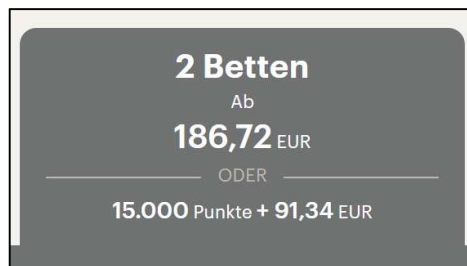 2 Betten
Ab
186,72 EUR
ODER
15.000 Punkte + 91,34 EUR